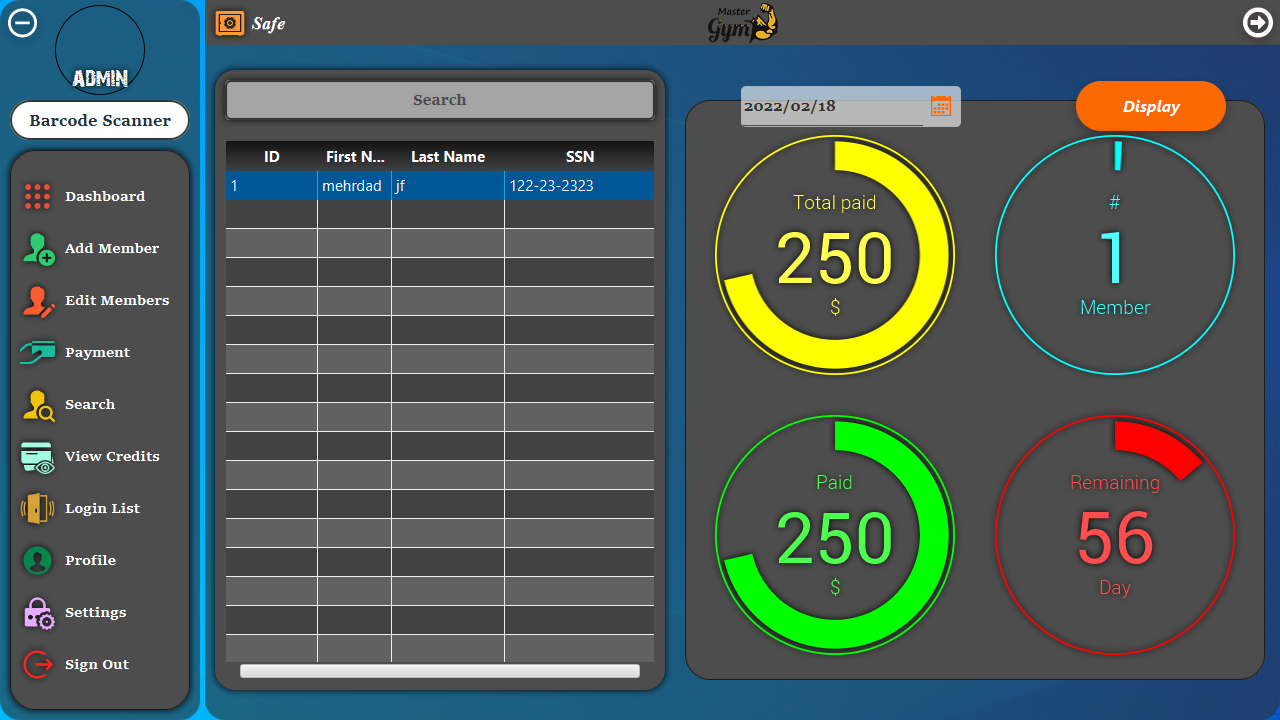 ADMIN
Barcode Scanner
Dashboard
Add Member
Edit Members
Payment
Search
View Credits
Login List
Profile
Settings
Sign Out
Safe
Master
Gym
Search
ID First N... Last Name SSN
1 mehrdad jf 122-23-2323
2022/02/18
Display
Total paid
250
$
#
1
Member
Paid
250
$
Remaining
56
Day